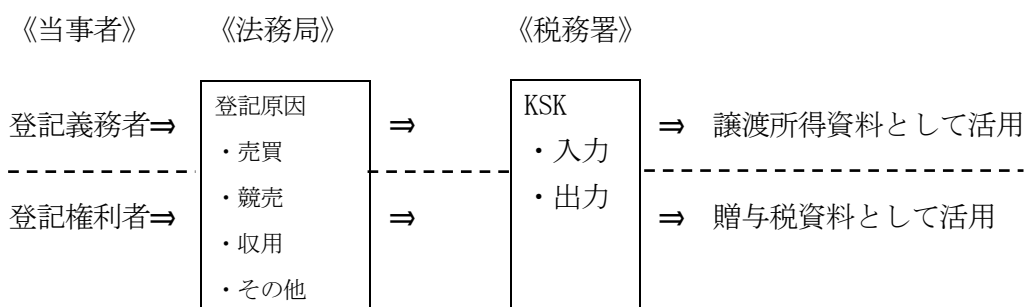 《当事者》 《法務局》 《税務署》
登記義務者⇒ 登記原因 ⇒ KSK ⇒ 譲渡所得資料として活用
・売買 ・入力
・競売 ・出力
登記権利者⇒ ・収用 ⇒ ⇒ 贈与税資料として活用
・その他